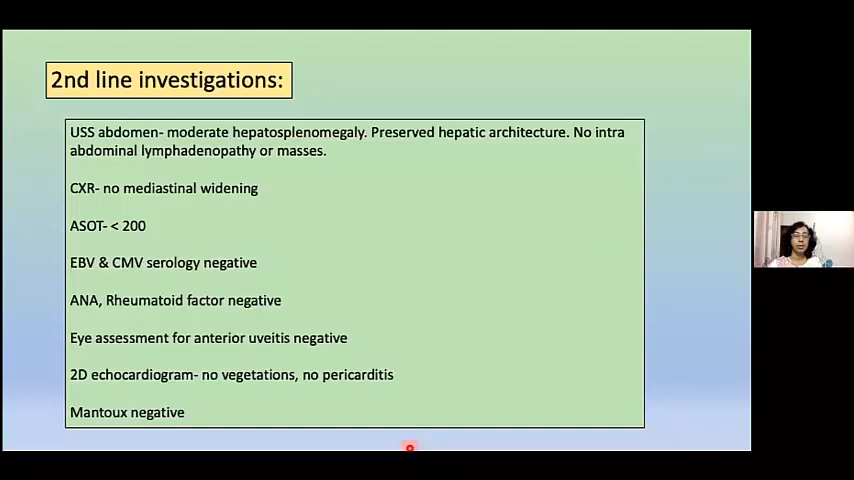 2nd line investigations:
USS abdomen- moderate hepatosplenomegaly. Preserved hepatic architecture. No intra
abdominal lymphadenopathy or masses.
CXR- no mediastinal widening
ASOT- < 200
EBV & CMV serology negative
ANA, Rheumatoid factor negative
Eye assessment for anterior uveitis negative
2D echocardiogram- no vegetations, no pericarditis
Mantoux negative